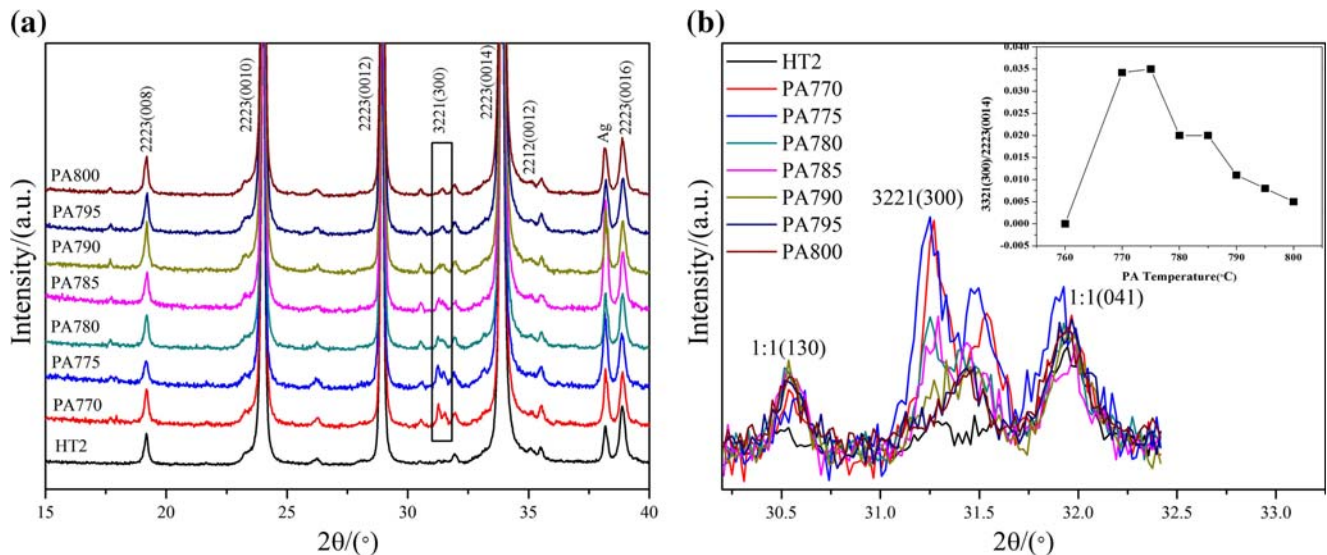 (a)
2223(008)
2223(0010)
2223(0012)
3221(300)
2223(0014)
2212(0012)
Ag
2223(0016)
PA800
PA795
PA790
PA785
PA780
PA775
PA770
HT2
Intensity/(a.u.)
15 20 25 30 35 40
2θ/(°)
(b)
HT2
PA770
PA775
PA780
PA785
PA790
PA795
PA800
3221(300)
1:1(130)
1:1(041)
Intensity/(a.u.)
30.5 31.0 31.5 32.0 32.5 33.0
2θ/(°)
3321(300)/2223(0014)
0.040
0.035
0.030
0.025
0.020
0.015
0.010
0.005
0.000
-0.005
760 770 780 790 800
PA Temperature(°C)